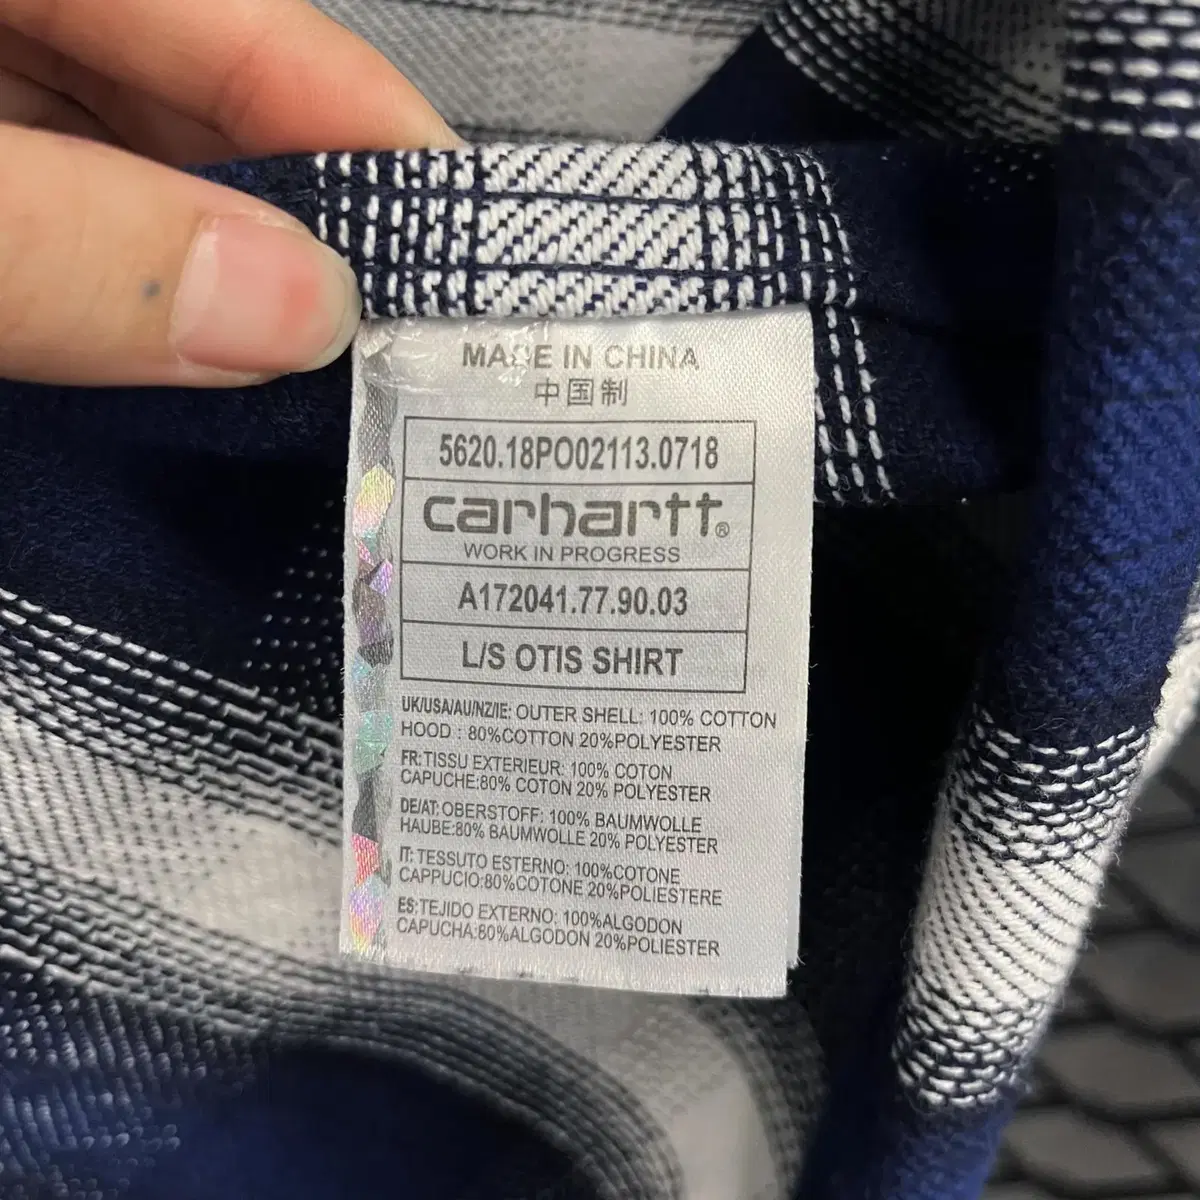 MADE IN CHINA
中国制
5620.18PO02113.0718
carhartt®
WORK IN PROGRESS
A172041.77.90.03
L/S OTIS SHIRT
UK/USA/AU/NZ/IE: OUTER SHELL: 100% COTTON
HOOD : 80%COTTON 20%POLYESTER
FR:TISSU EXTERIEUR: 100% COTON
CAPUCHE:80% COTON 20% POLYESTER
DE/AT: OBERSTOFF: 100% BAUMWOLLE
HAUBE:80% BAUMWOLLE 20% POLYESTER
IT: TESSUTO ESTERNO: 100%COTONE
CAPPUCIO:80%COTONE 20%POLIESTERE
ES:TEJIDO EXTERNO: 100%ALGODON
CAPUCHA:80%ALGODON 20%POLIESTER